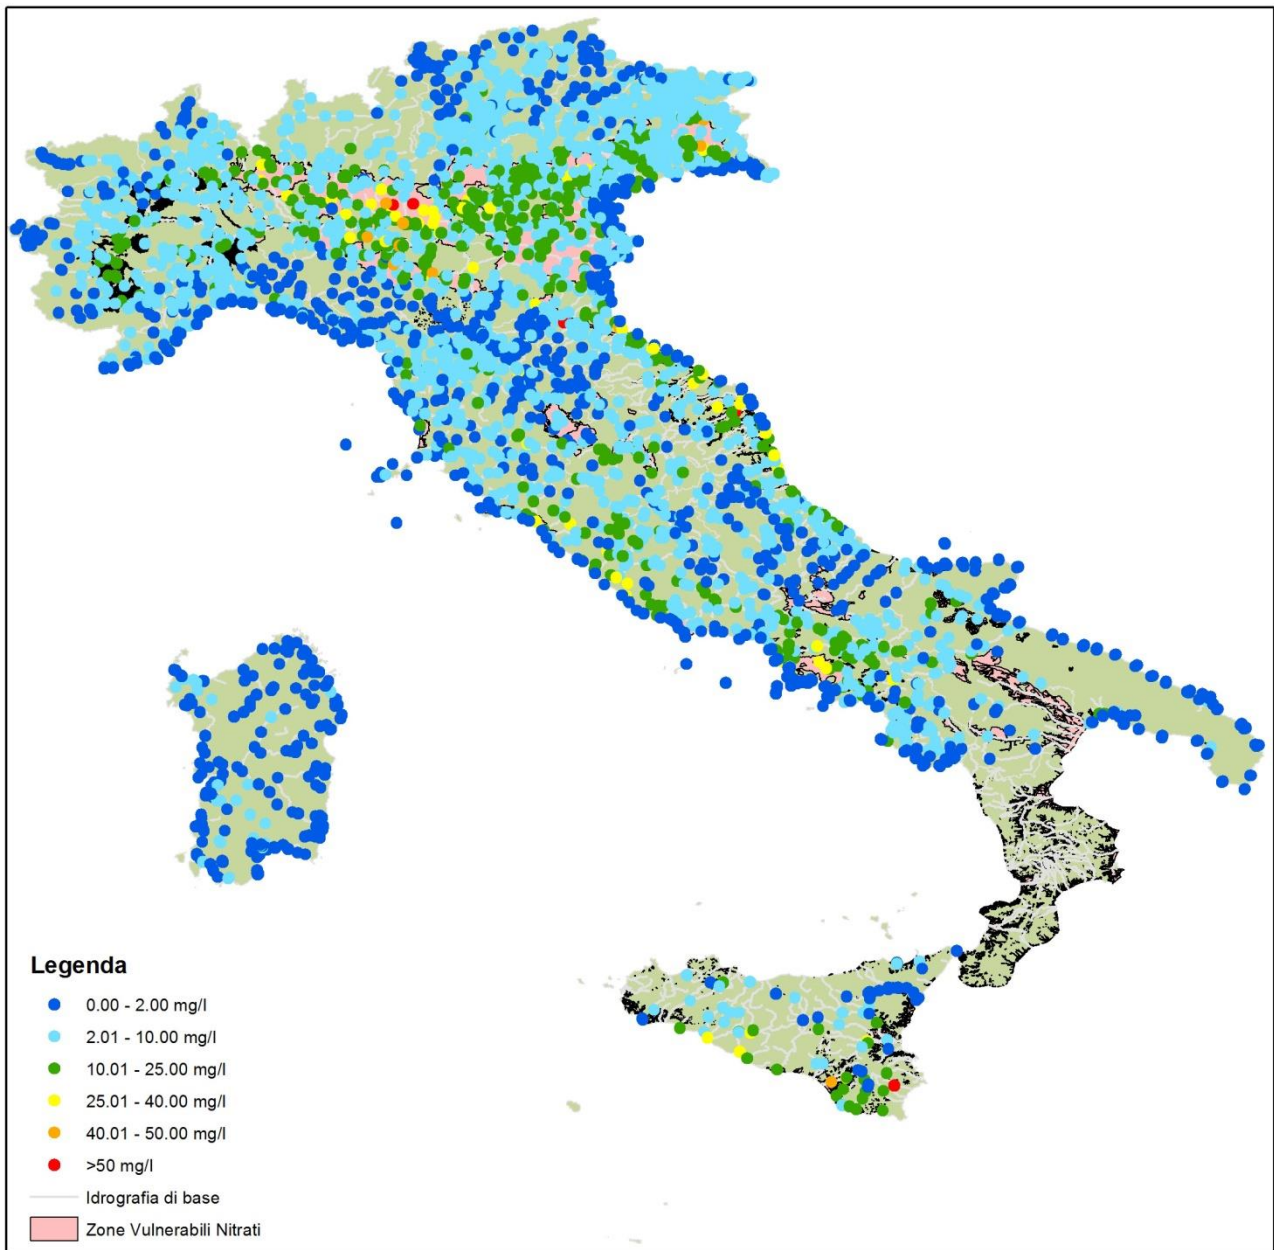 Legenda
0.00 - 2.00 mg/l
2.01 - 10.00 mg/l
10.01 - 25.00 mg/l
25.01 - 40.00 mg/l
40.01 - 50.00 mg/l
>50 mg/l
Idrografia di base
Zone Vulnerabili Nitrati